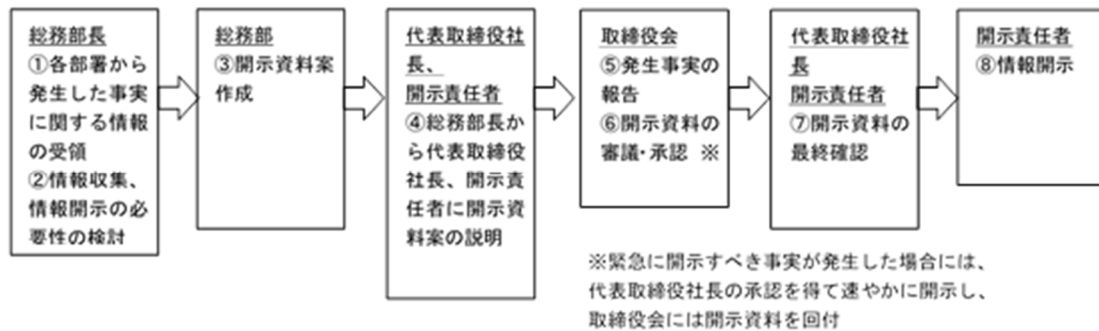 総務部長
①各部署から
発生した事実
に関する情報
の受領
②情報収集、
情報開示の必
要性の検討
総務部
③開示資料案
作成
代表取締役社
長、
開示責任者
④総務部長か
ら代表取締役
社長、開示責
任者に開示資
料案の説明
取締役会
⑤発生事実の
報告
⑥開示資料の
審議・承認 ※
代表取締役社
長
開示責任者
⑦開示資料の
最終確認
開示責任者
⑧情報開示
※緊急に開示すべき事実が発生した場合には、
代表取締役社長の承認を得て速やかに開示し、
取締役会には開示資料を回付